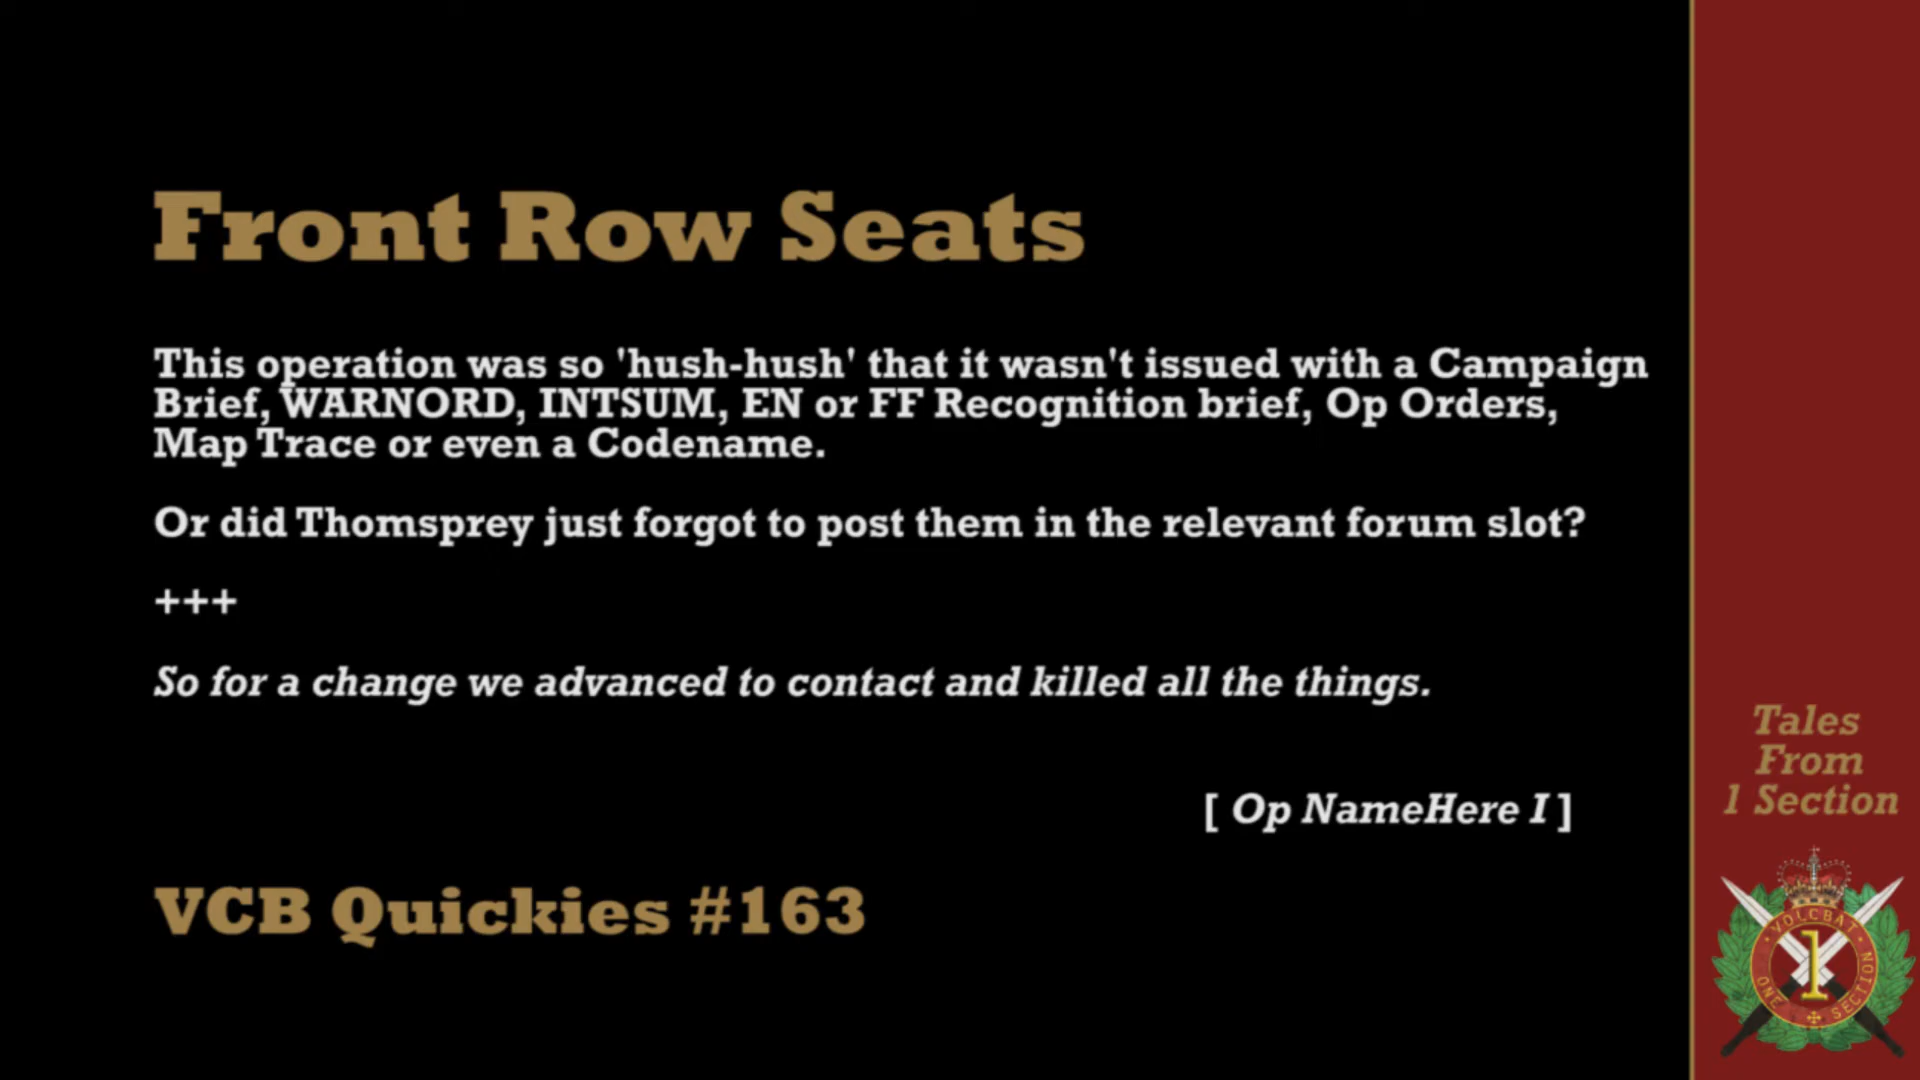 Front Row Seats
This operation was so 'hush-hush' that it wasn't issued with a Campaign
Brief, WARNORD, INTSUM, EN or FF Recognition brief, Op Orders,
Map Trace or even a Codename.
Or did Thomsprey just forgot to post them in the relevant forum slot?
+++
So for a change we advanced to contact and killed all the things.
[ Op NameHere I ]
VCB Quickies #163
Tales
From
1 Section
VOLCBAT
1
ONE SECTION